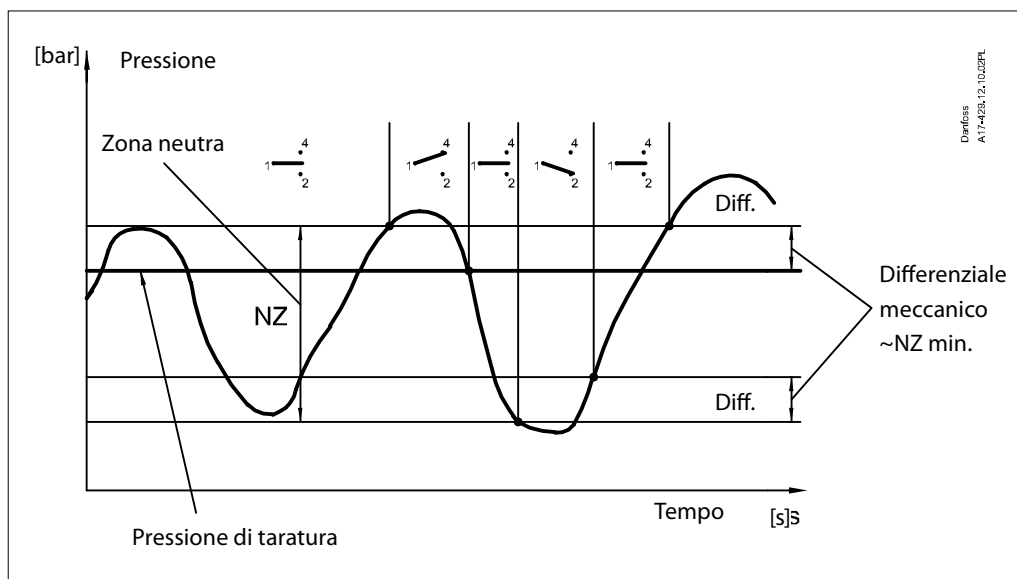 [bar]
Pressione
Danfoss
A17-429.12.10.02PL
Zona neutra
1 4 2
1 4 2
1 4 2
1 4 2
1 4 2
Diff.
Differenziale
meccanico
~NZ min.
NZ
Diff.
Tempo
[s]s
Pressione di taratura